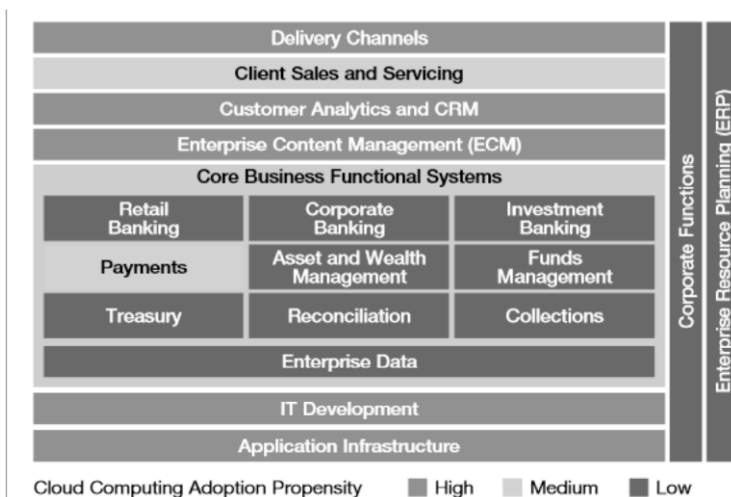 Delivery Channels
Client Sales and Servicing
Customer Analytics and CRM
Enterprise Content Management (ECM)
Core Business Functional Systems
Retail
Banking
Corporate
Banking
Investment
Banking
Payments
Asset and Wealth
Management
Funds
Management
Treasury
Reconciliation
Collections
Enterprise Data
IT Development
Application Infrastructure
Corporate Functions
Enterprise Resource Planning (ERP)
Cloud Computing Adoption Propensity High Medium Low